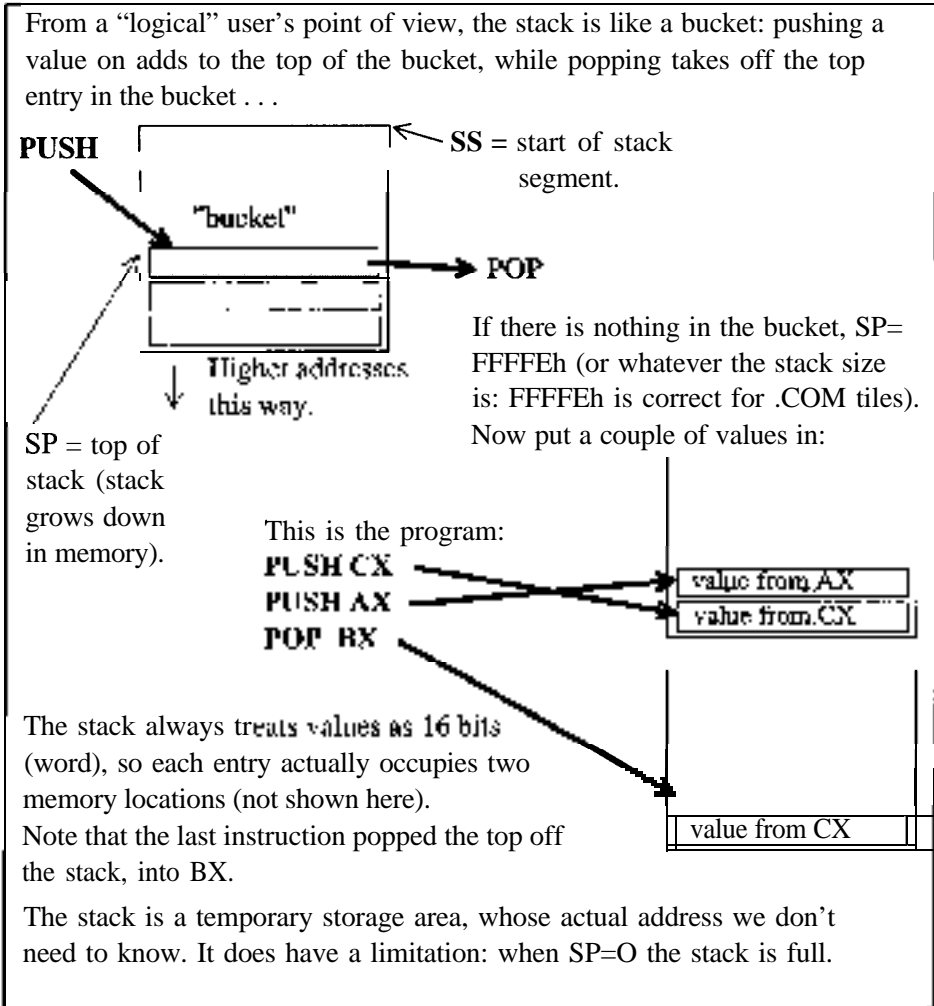 From a “logical” user’s point of view, the stack is like a bucket: pushing a
value on adds to the top of the bucket, while popping takes off the top
entry in the bucket . . .
PUSH
SS = start of stack
segment.
"bucket"
POP
Higher addresses
this way.
SP = top of
stack (stack
grows down
in memory).
If there is nothing in the bucket, SP=
FFFFEh (or whatever the stack size
is: FFFFEh is correct for .COM tiles).
Now put a couple of values in:
This is the program:
PUSH CX
PUSH AX
POP BX
value from AX
value from CX
The stack always treats values as 16 bits
(word), so each entry actually occupies two
memory locations (not shown here).
Note that the last instruction popped the top off
the stack, into BX.
value from CX
The stack is a temporary storage area, whose actual address we don’t
need to know. It does have a limitation: when SP=O the stack is full.